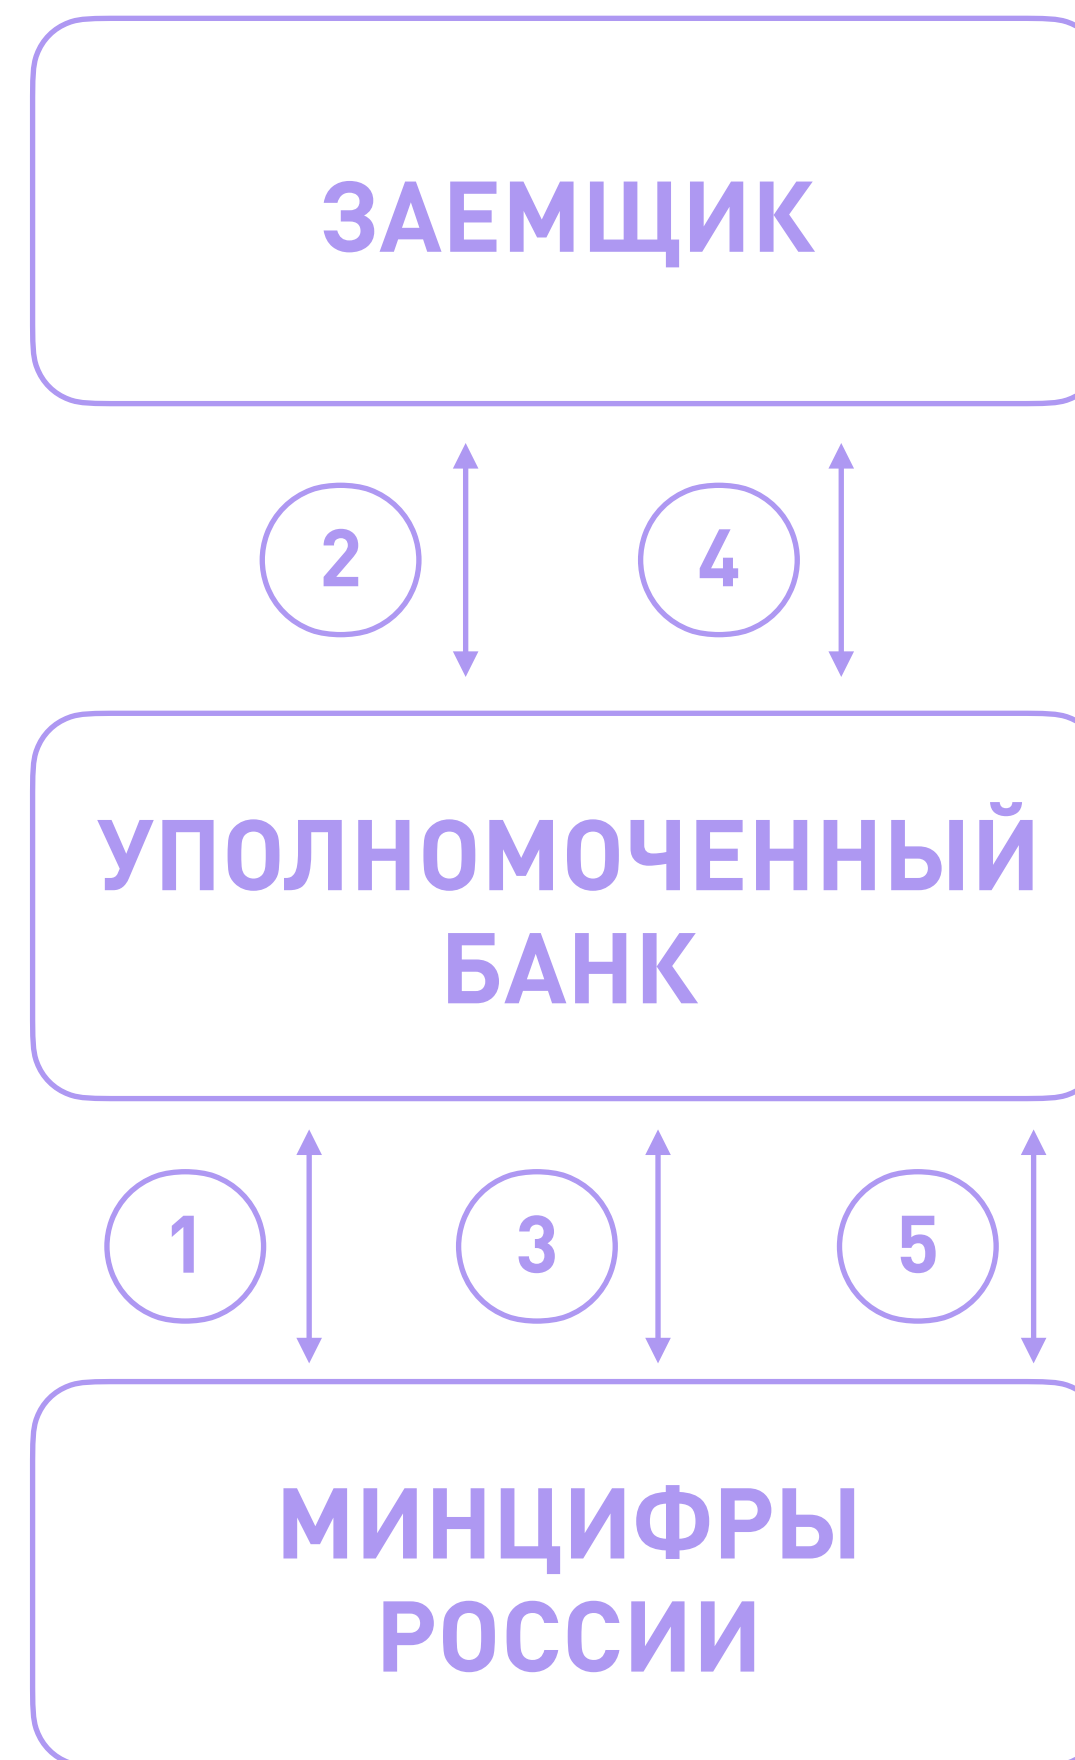 ЗАЕМЩИК
2 4
УПОЛНОМОЧЕННЫЙ
БАНК
1 3 5
МИНЦИФРЫ
РОССИИ